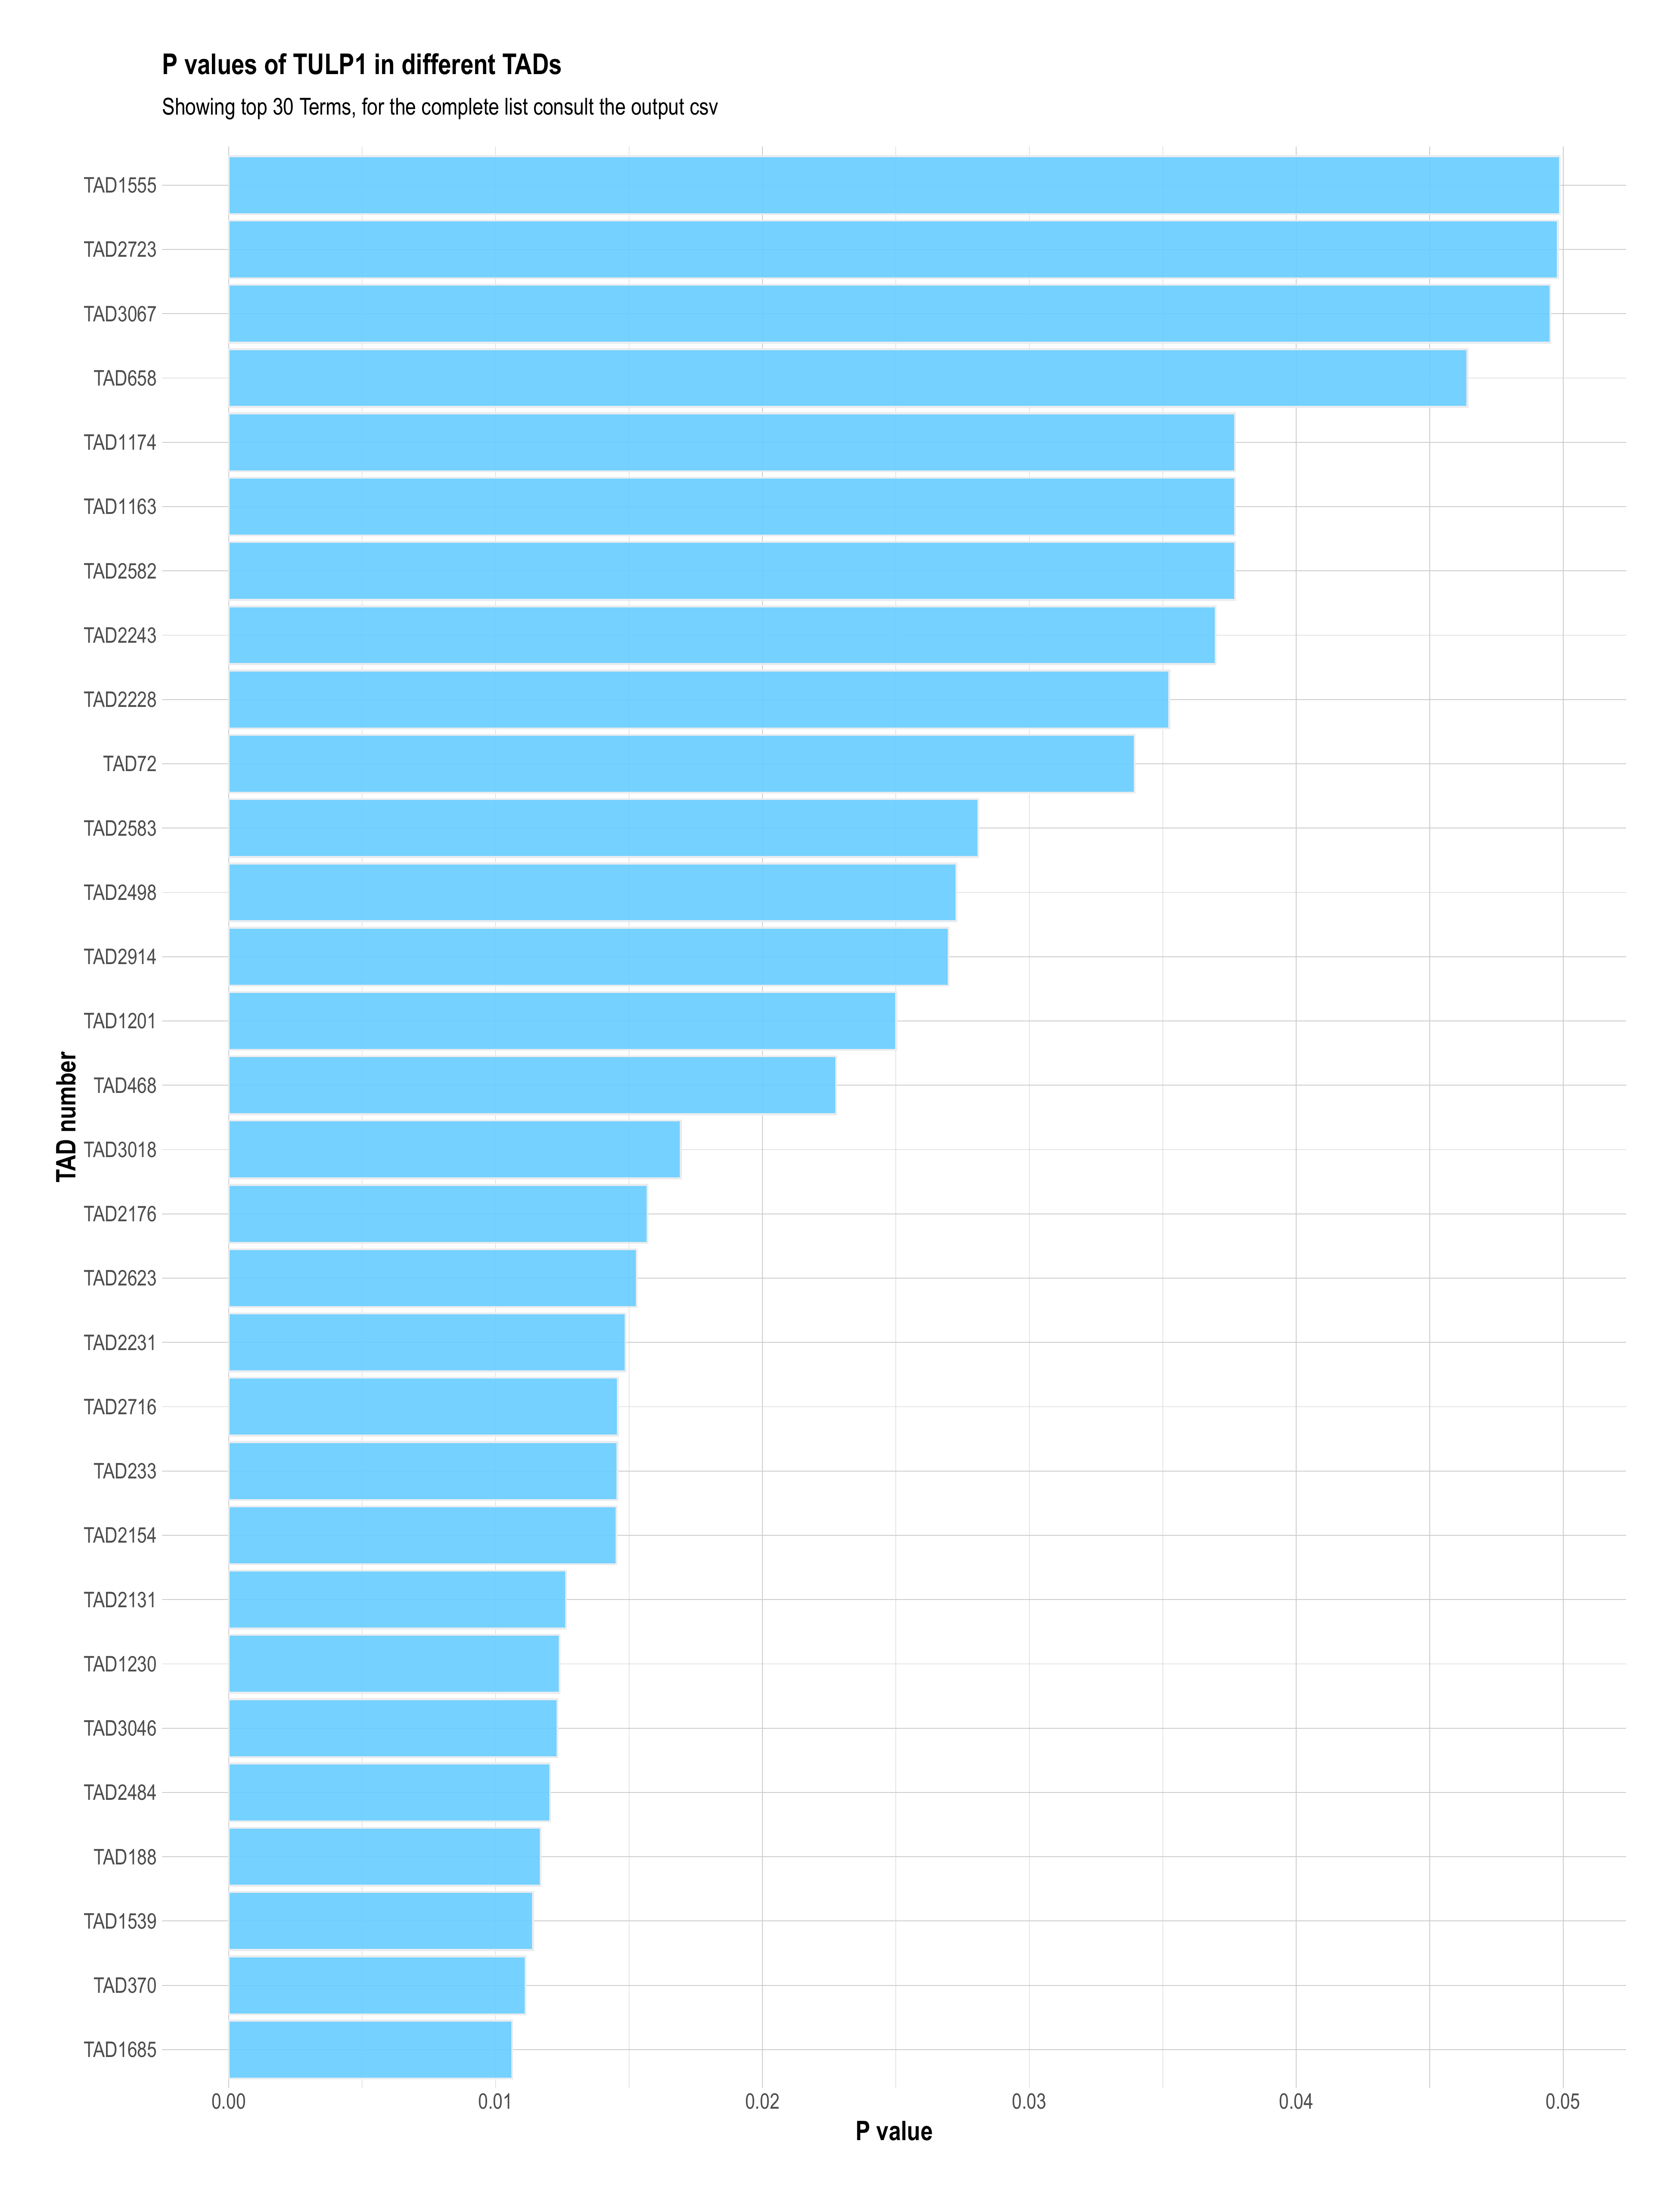 P values of TULP1 in different TADs
Showing top 30 Terms, for the complete list consult the output csv
TAD1555
TAD2723
TAD3067
TAD658
TAD1174
TAD1163
TAD2582
TAD2243
TAD2228
TAD72
TAD2583
TAD2498
TAD2914
TAD1201
TAD468
TAD3018
TAD2176
TAD2623
TAD2231
TAD2716
TAD233
TAD2154
TAD2131
TAD1230
TAD3046
TAD2484
TAD188
TAD1539
TAD370
TAD1685
TAD number
0.00 0.01 0.02 0.03 0.04 0.05
P value